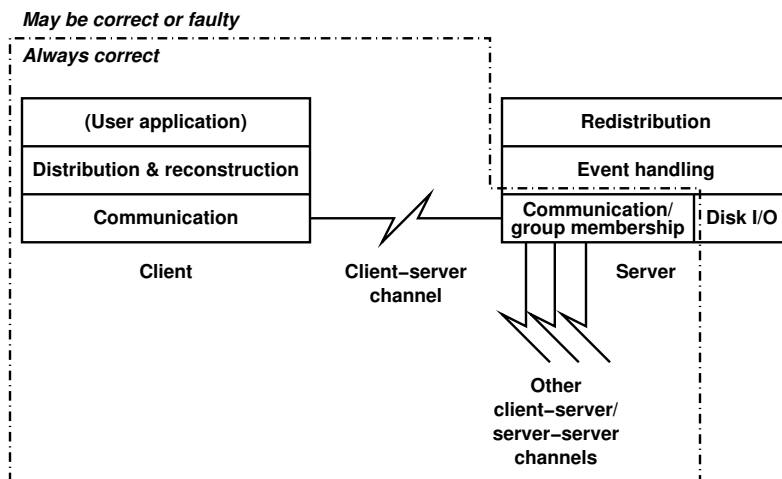 May be correct or faulty
Always correct
(User application)
Distribution & reconstruction
Communication
Client
Client–server
channel
Redistribution
Event handling
Communication/
group membership
Disk I/O
Server
Other
client–server/
server–server
channels